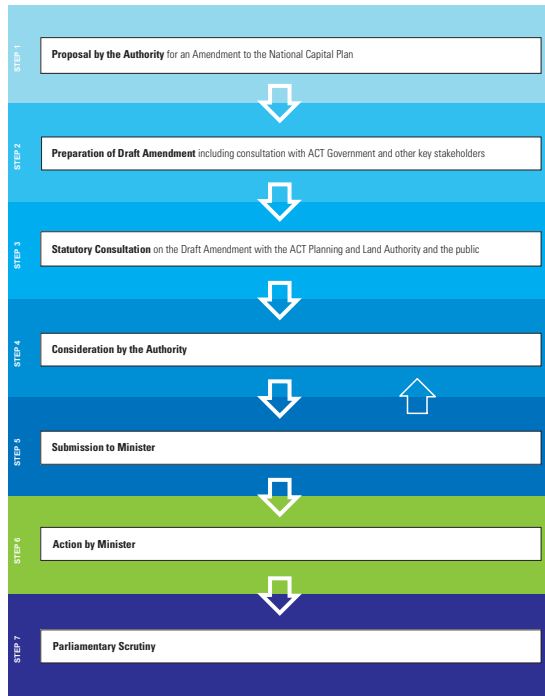 STEP 1
Proposal by the Authority for an Amendment to the National Capital Plan
STEP 2
Preparation of Draft Amendment including consultation with ACT Government and other key stakeholders
STEP 3
Statutory Consultation on the Draft Amendment with the ACT Planning and Land Authority and the public
STEP 4
Consideration by the Authority
STEP 5
Submission to Minister
STEP 6
Action by Minister
STEP 7
Parliamentary Scrutiny